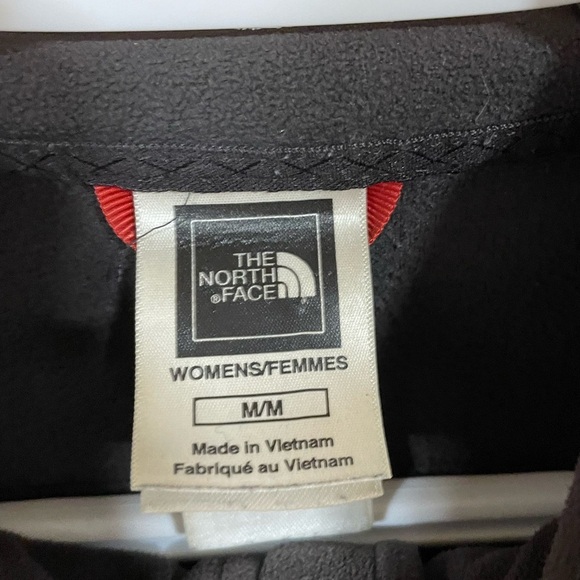 THE
NORTH
®FACE
WOMENS/FEMMES
M/M
Made in Vietnam
Fabriqué au Vietnam